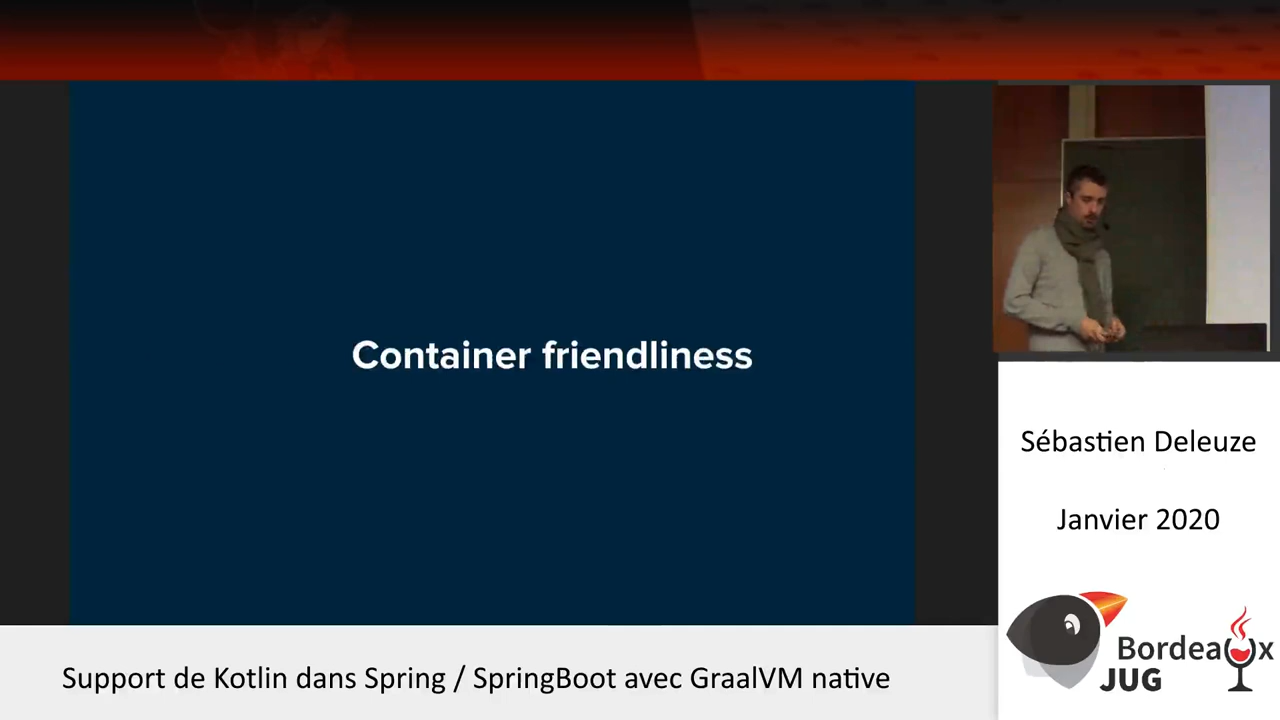 Container friendliness
Sébastien Deleuze
Janvier 2020
Bordeaux
JUG
Support de Kotlin dans Spring / SpringBoot avec GraalVM native